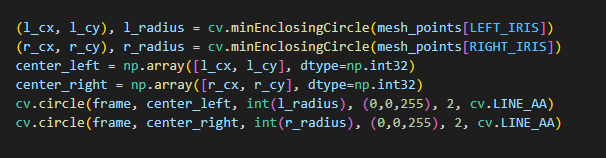 (l_cx, l_cy), l_radius = cv.minEnclosingCircle(mesh_points[LEFT_IRIS])
(r_cx, r_cy), r_radius = cv.minEnclosingCircle(mesh_points[RIGHT_IRIS])
center_left = np.array([l_cx, l_cy], dtype=np.int32)
center_right = np.array([r_cx, r_cy], dtype=np.int32)
cv.circle(frame, center_left, int(l_radius), (0,0,255), 2, cv.LINE_AA)
cv.circle(frame, center_right, int(r_radius), (0,0,255), 2, cv.LINE_AA)